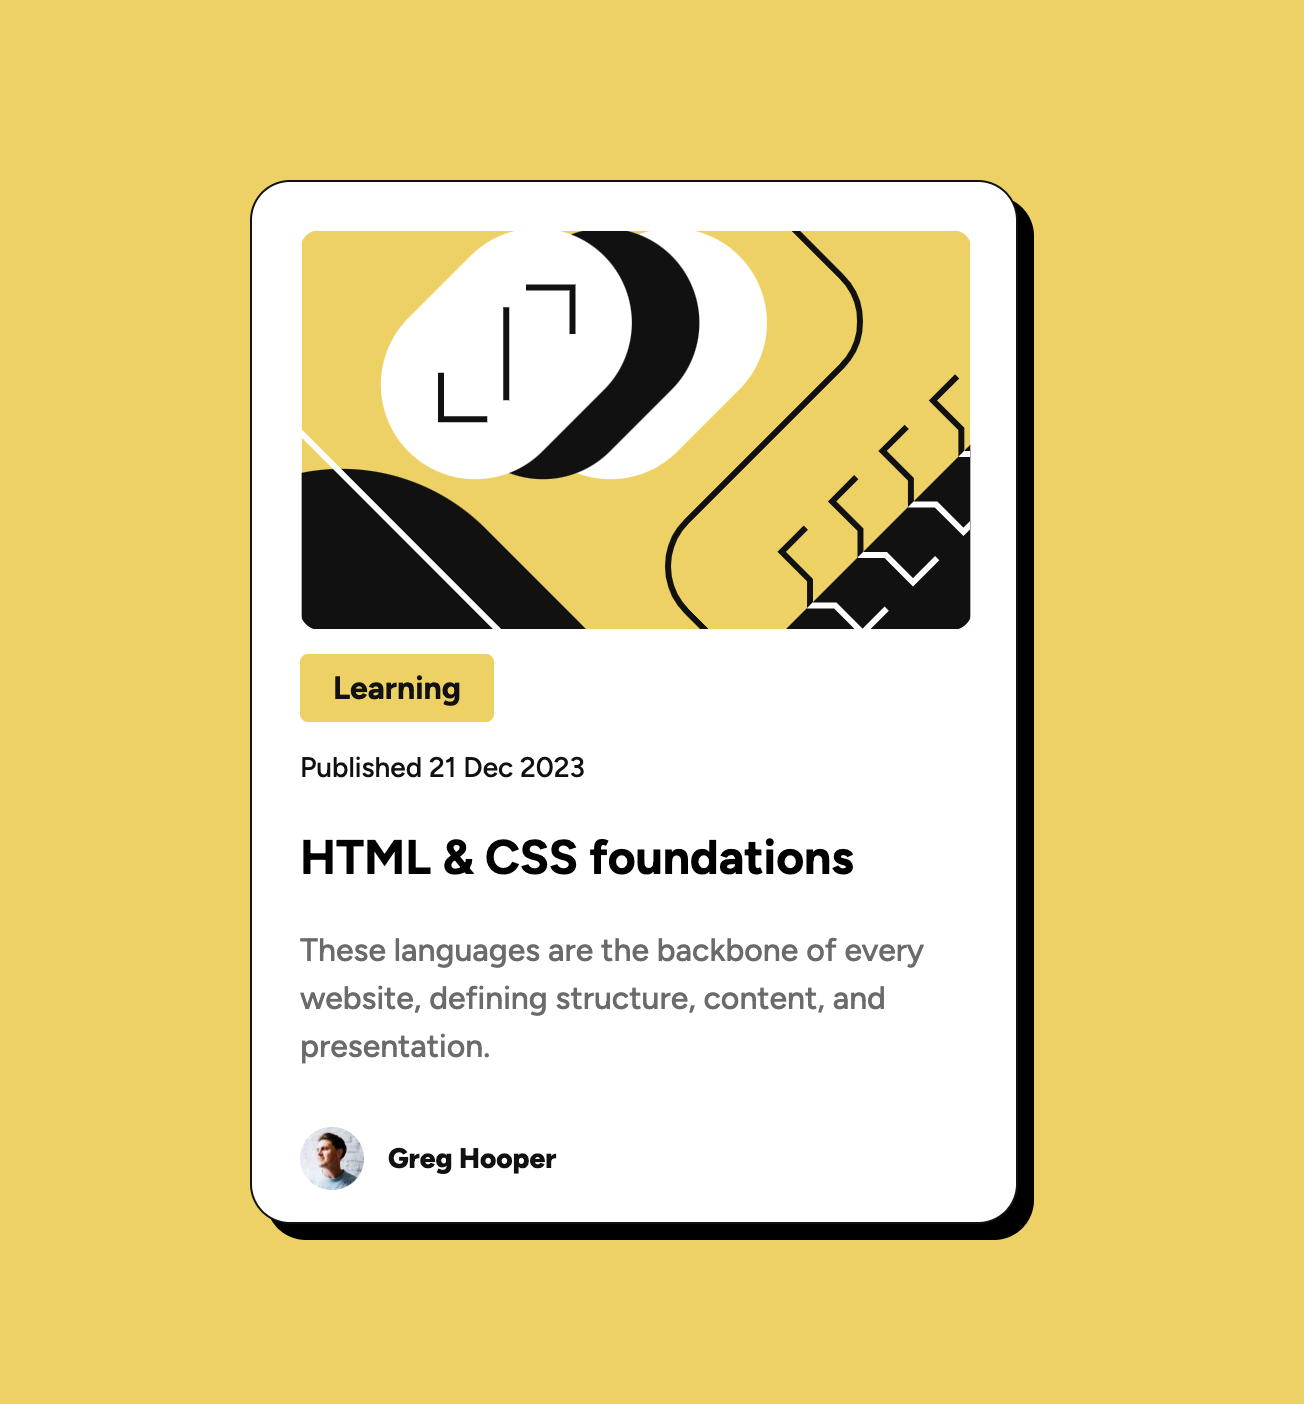 Learning
Published 21 Dec 2023
HTML & CSS foundations
These languages are the backbone of every
website, defining structure, content, and
presentation.
Greg Hooper